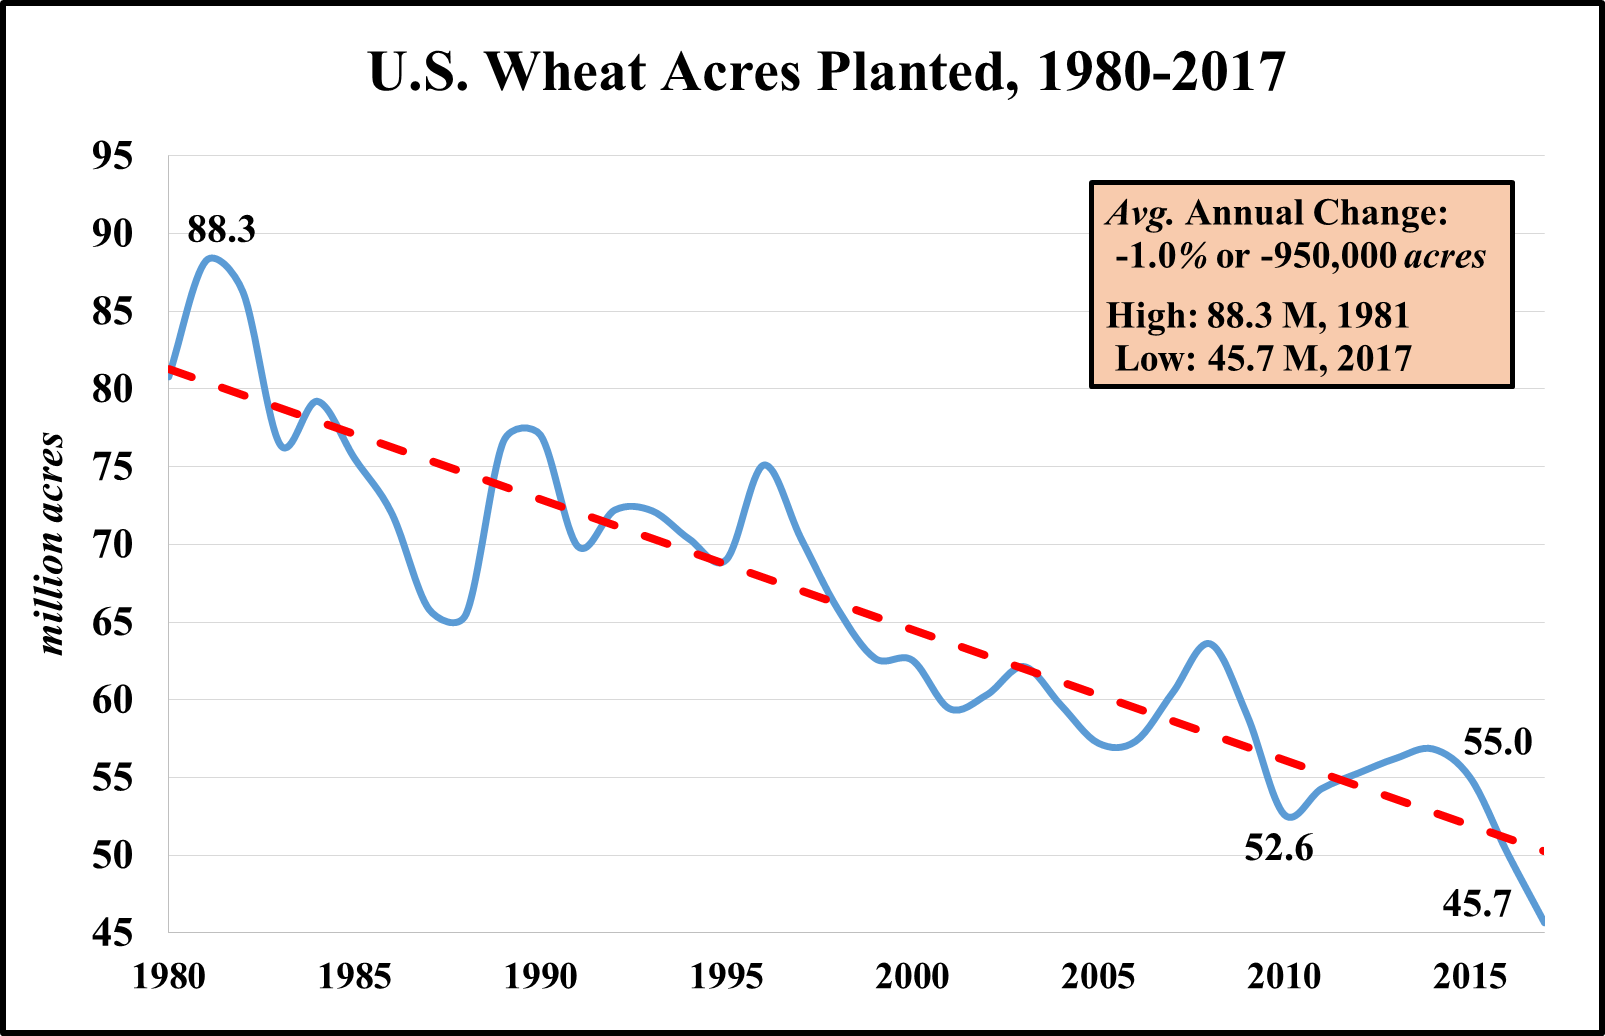 U.S. Wheat Acres Planted, 1980-2017
95
90
85
80
75
70
65
60
55
50
45
million acres
88.3
Avg. Annual Change:
-1.0% or -950,000 acres
High: 88.3 M, 1981
Low: 45.7 M, 2017
55.0
52.6
45.7
1980 1985 1990 1995 2000 2005 2010 2015